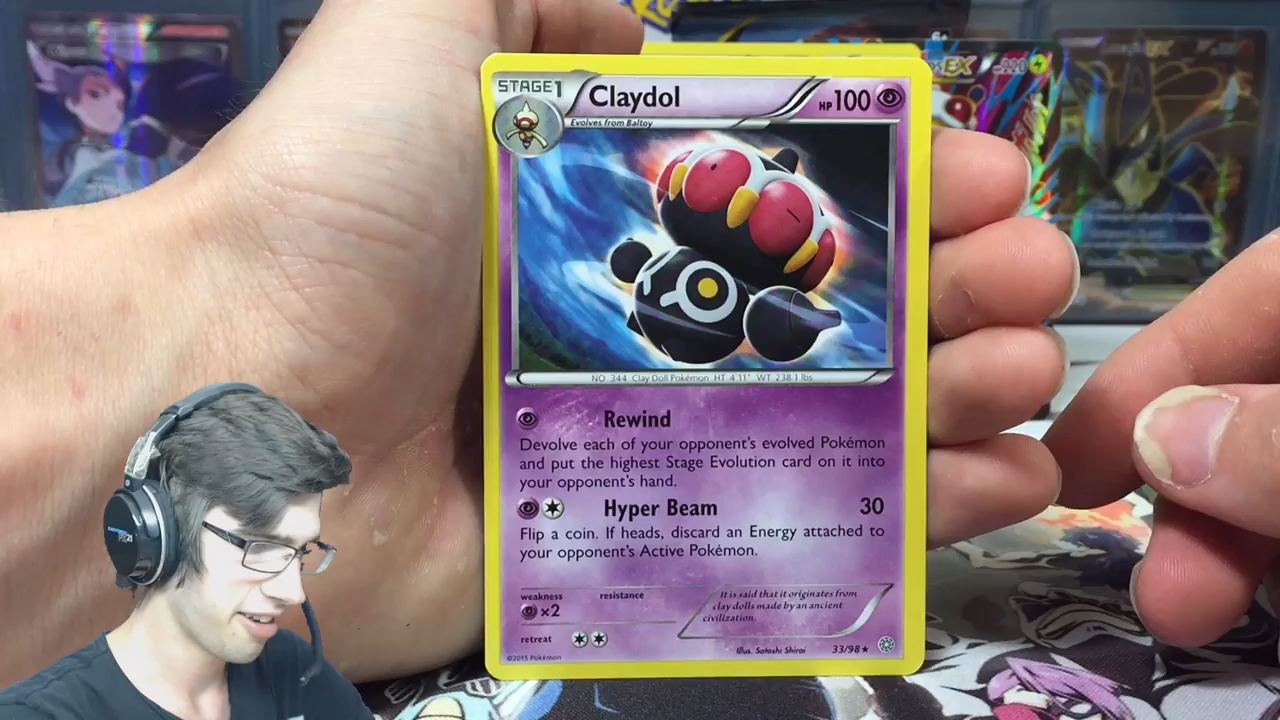 STAGE1
Claydol
HP100
Evolves from Baltoy
NO. 344 Clay Doll Pokémon HT 4'11" WT 238.1 lbs
Rewind
Devolve each of your opponent's evolved Pokémon
and put the highest Stage Evolution card on it into
your opponent's hand.
Hyper Beam 30
Flip a coin. If heads, discard an Energy attached to
your opponent's Active Pokémon.
weakness resistance
×2
It is said that it originates from
clay dolls made by an ancient
civilization.
retreat
Illus. Satoshi Shirai
33/98★
©2015 Pokémon
EX
220
EX